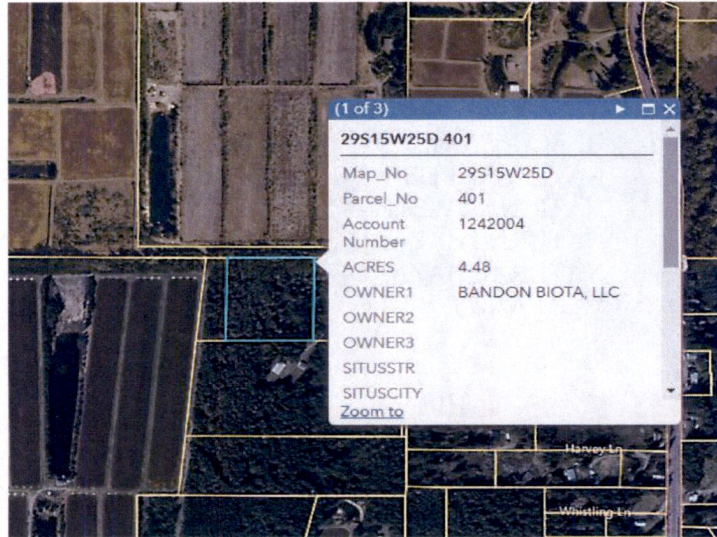 (1 of 3)
29S15W25D 401
Map_No 29S15W25D
Parcel_No 401
Account Number 1242004
ACRES 4.48
OWNER1 BANDON BIOTA, LLC
OWNER2
OWNER3
SITUSSTR
SITUSCITY
Zoom to
Harvey Ln
Whistling Ln